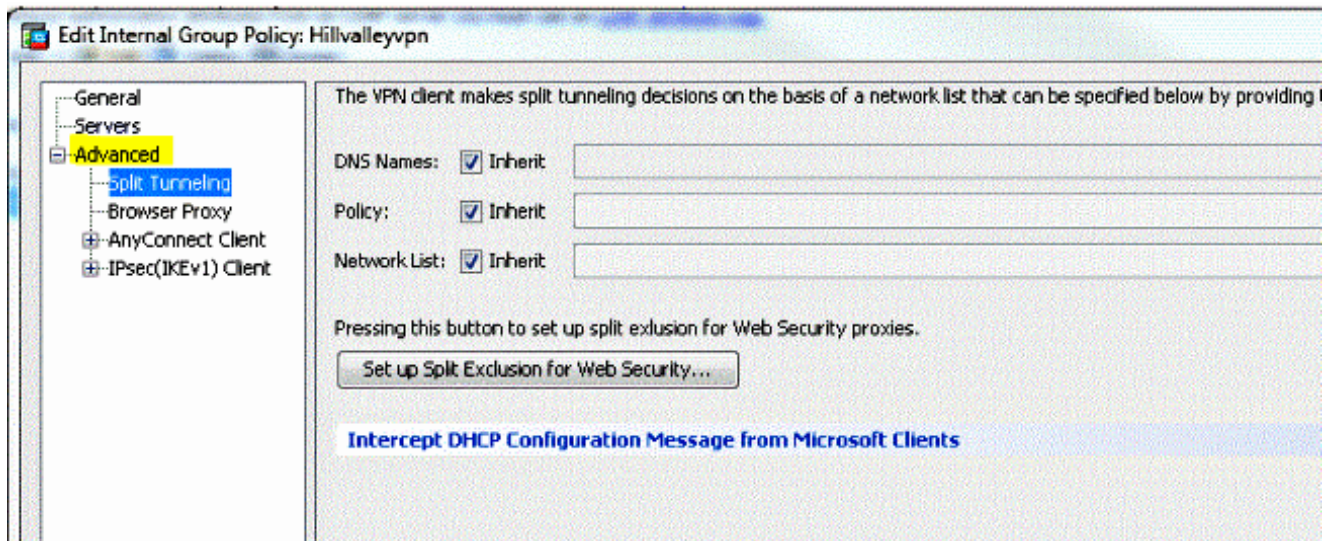 Edit Internal Group Policy: Hillvalleyvpn
General
Servers
Advanced
Split Tunneling
Browser Proxy
AnyConnect Client
IPsec(IKEv1) Client
The VPN client makes split tunneling decisions on the basis of a network list that can be specified below by providing
DNS Names: Inherit
Policy: Inherit
Network List: Inherit
Pressing this button to set up split exlusion for Web Security proxies.
Set up Split Exclusion for Web Security...
Intercept DHCP Configuration Message from Microsoft Clients